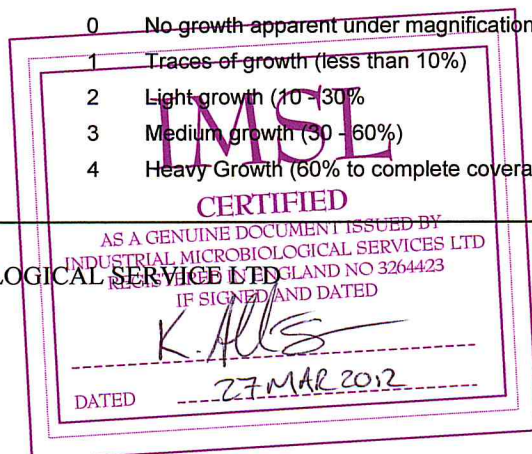 0 No growth apparent under magnification
1 Traces of growth (less than 10%)
2 Light growth (10 - 30%
3 Medium growth (30 - 60%)
4 Heavy Growth (60% to complete covera
IMSL
CERTIFIED
AS A GENUINE DOCUMENT ISSUED BY
INDUSTRIAL MICROBIOLOGICAL SERVICES LTD
REGISTERED IN ENGLAND NO 3264423
IF SIGNED AND DATED
LOGICAL SERVICE LTD
DATED 27 MAR 2012